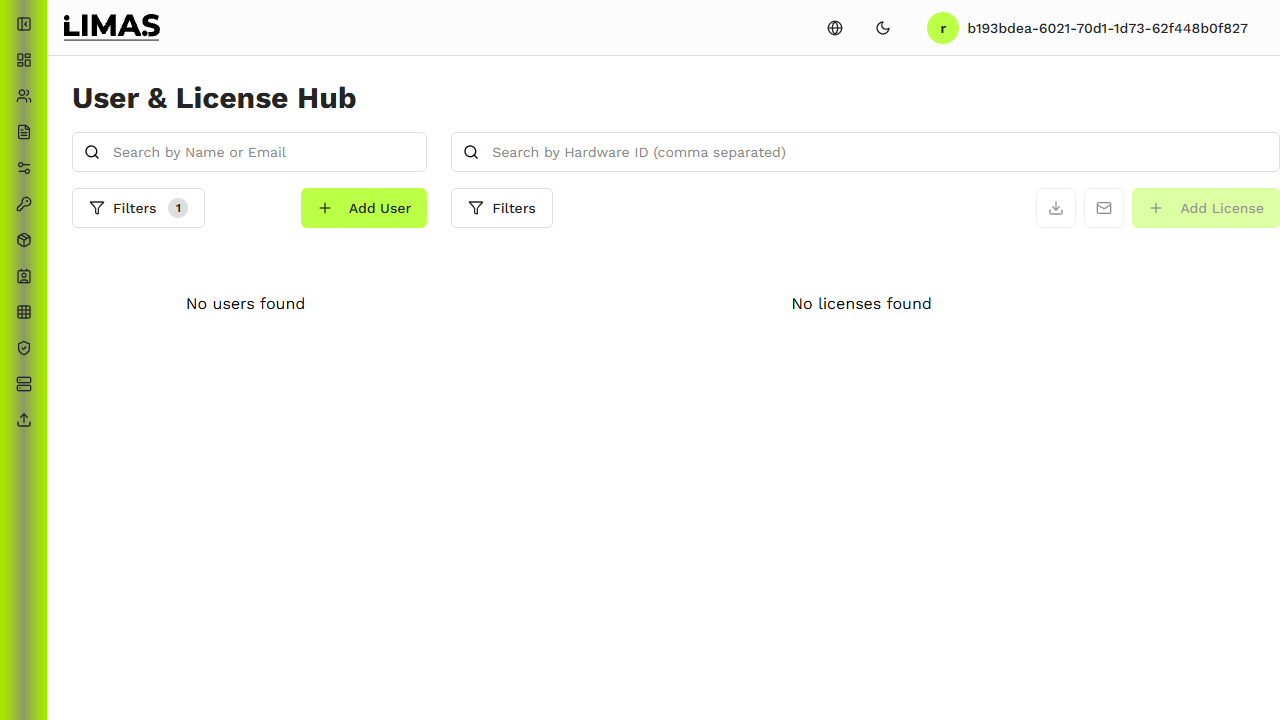 LIMAS
r
b193bdea-6021-70d1-1d73-62f448b0f827
User & License Hub
Search by Name or Email
Search by Hardware ID (comma separated)
Filters 1
Add User
Filters
Add License
No users found
No licenses found